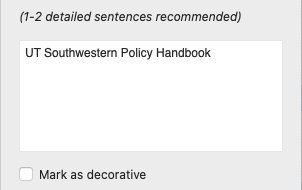 (1-2 detailed sentences recommended)
UT Southwestern Policy Handbook
Mark as decorative